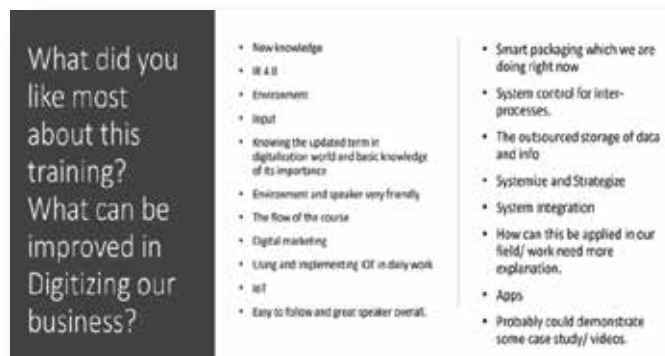 What did you
like most
about this
training?
What can be
improved in
Digitizing our
business?
• New knowledge
• IR 4.0
• Environment
• Input
• Knowing the updated term in
digitalisation world and basic knowledge
of its importance
• Environment and speaker very friendly
• The flow of the course
• Digital marketing
• Using and implementing IOT in daily work
• IoT
• Easy to follow and great speaker overall.
• Smart packaging which we are
doing right now
• System control for inter-
processes.
• The outsourced storage of data
and info
• Systemize and Strategize
• System integration
• How can this be applied in our
field/ work need more
explanation.
• Apps
• Probably could demonstrate
some case study/ videos.